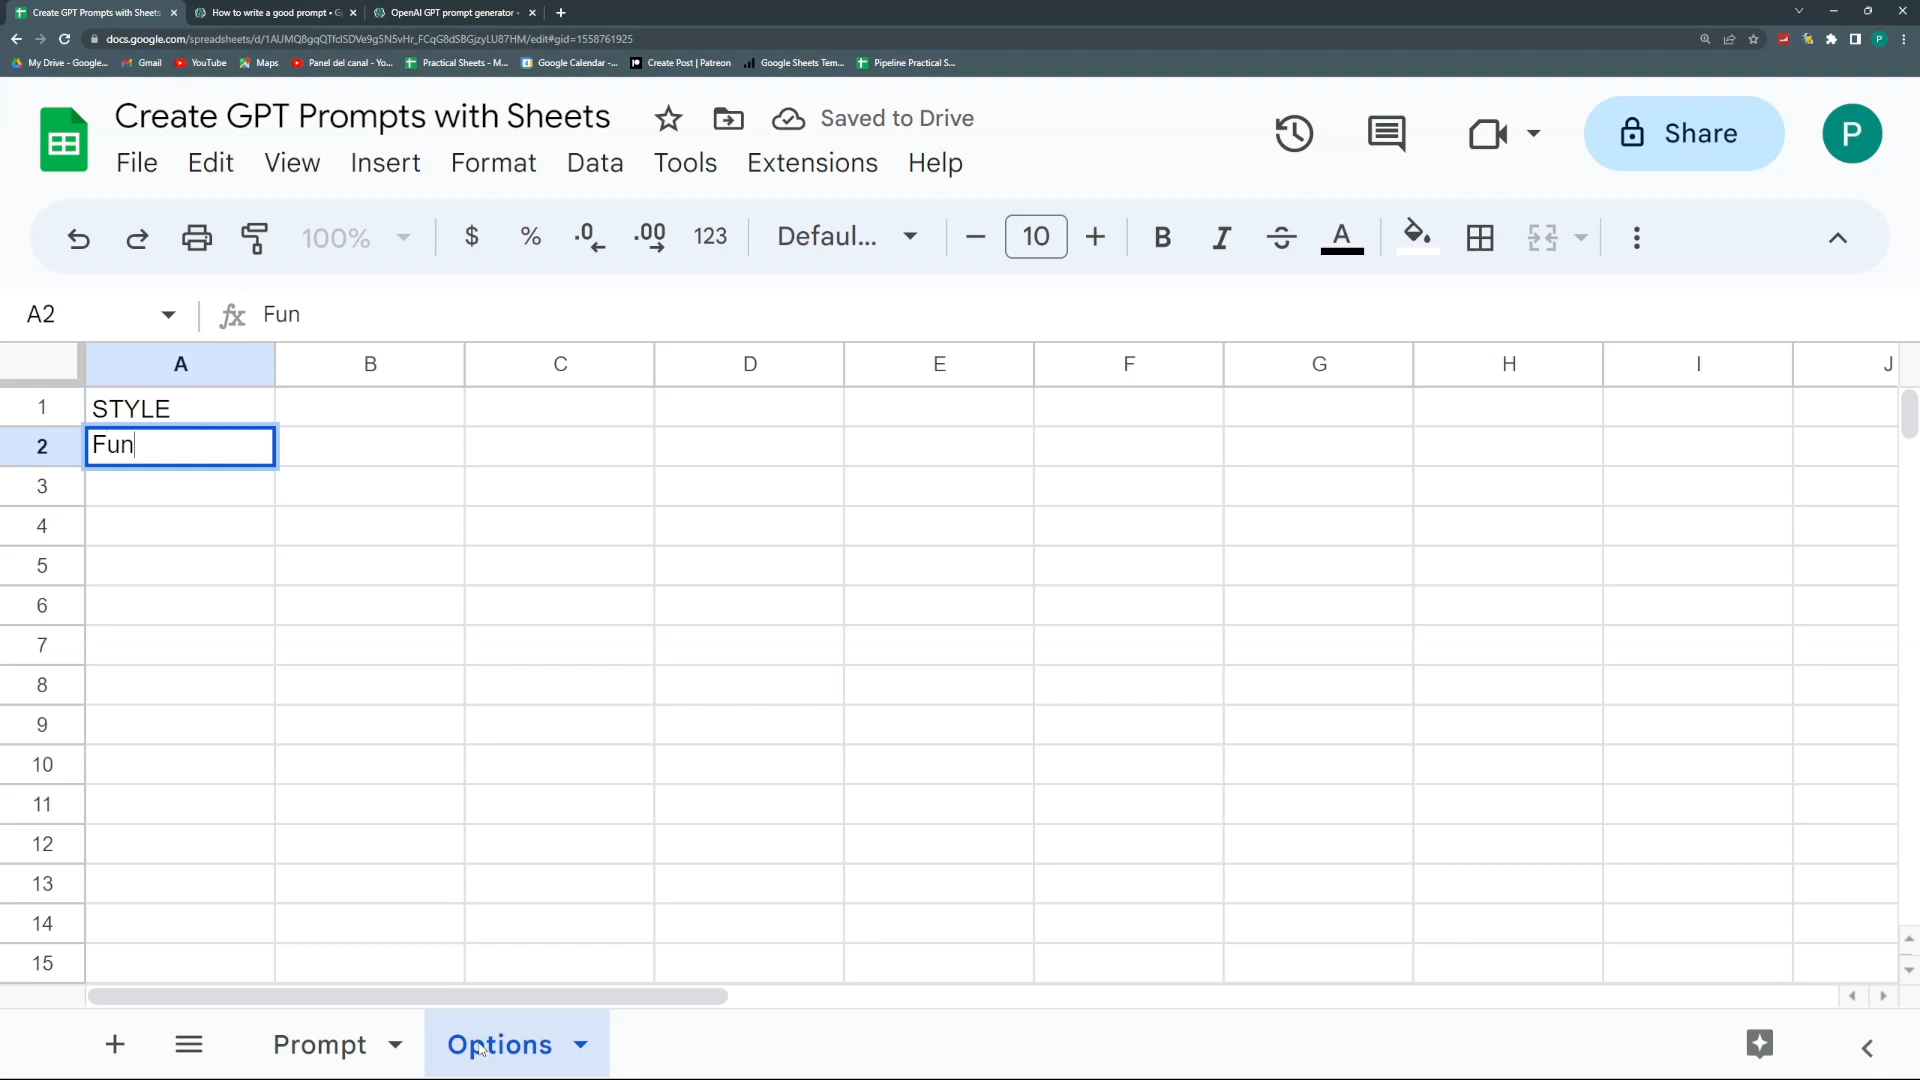 Create GPT Prompts with Sheets
How to write a good prompt • G
OpenAI GPT prompt generator -
docs.google.com/spreadsheets/d/1AUMQ8gqQTfclSDVe9g5N5vHr_FCqG8dSBGjzyLU87HM/edit#gid=1558761925
P
My Drive - Google...
Gmail
YouTube
Maps
Panel del canal - Yo...
Practical Sheets - M...
Google Calendar -...
Create Post | Patreon
Google Sheets Tem...
Pipeline Practical S...
Create GPT Prompts with Sheets
Saved to Drive
Share
P
File Edit View Insert Format Data Tools Extensions Help
100% $ % .0 .00 123 Defaul... − 10 + B I S A
A2 fx Fun
A B C D E F G H I J
1 STYLE
2 Fun
3
4
5
6
7
8
9
10
11
12
13
14
15
+ Prompt Options